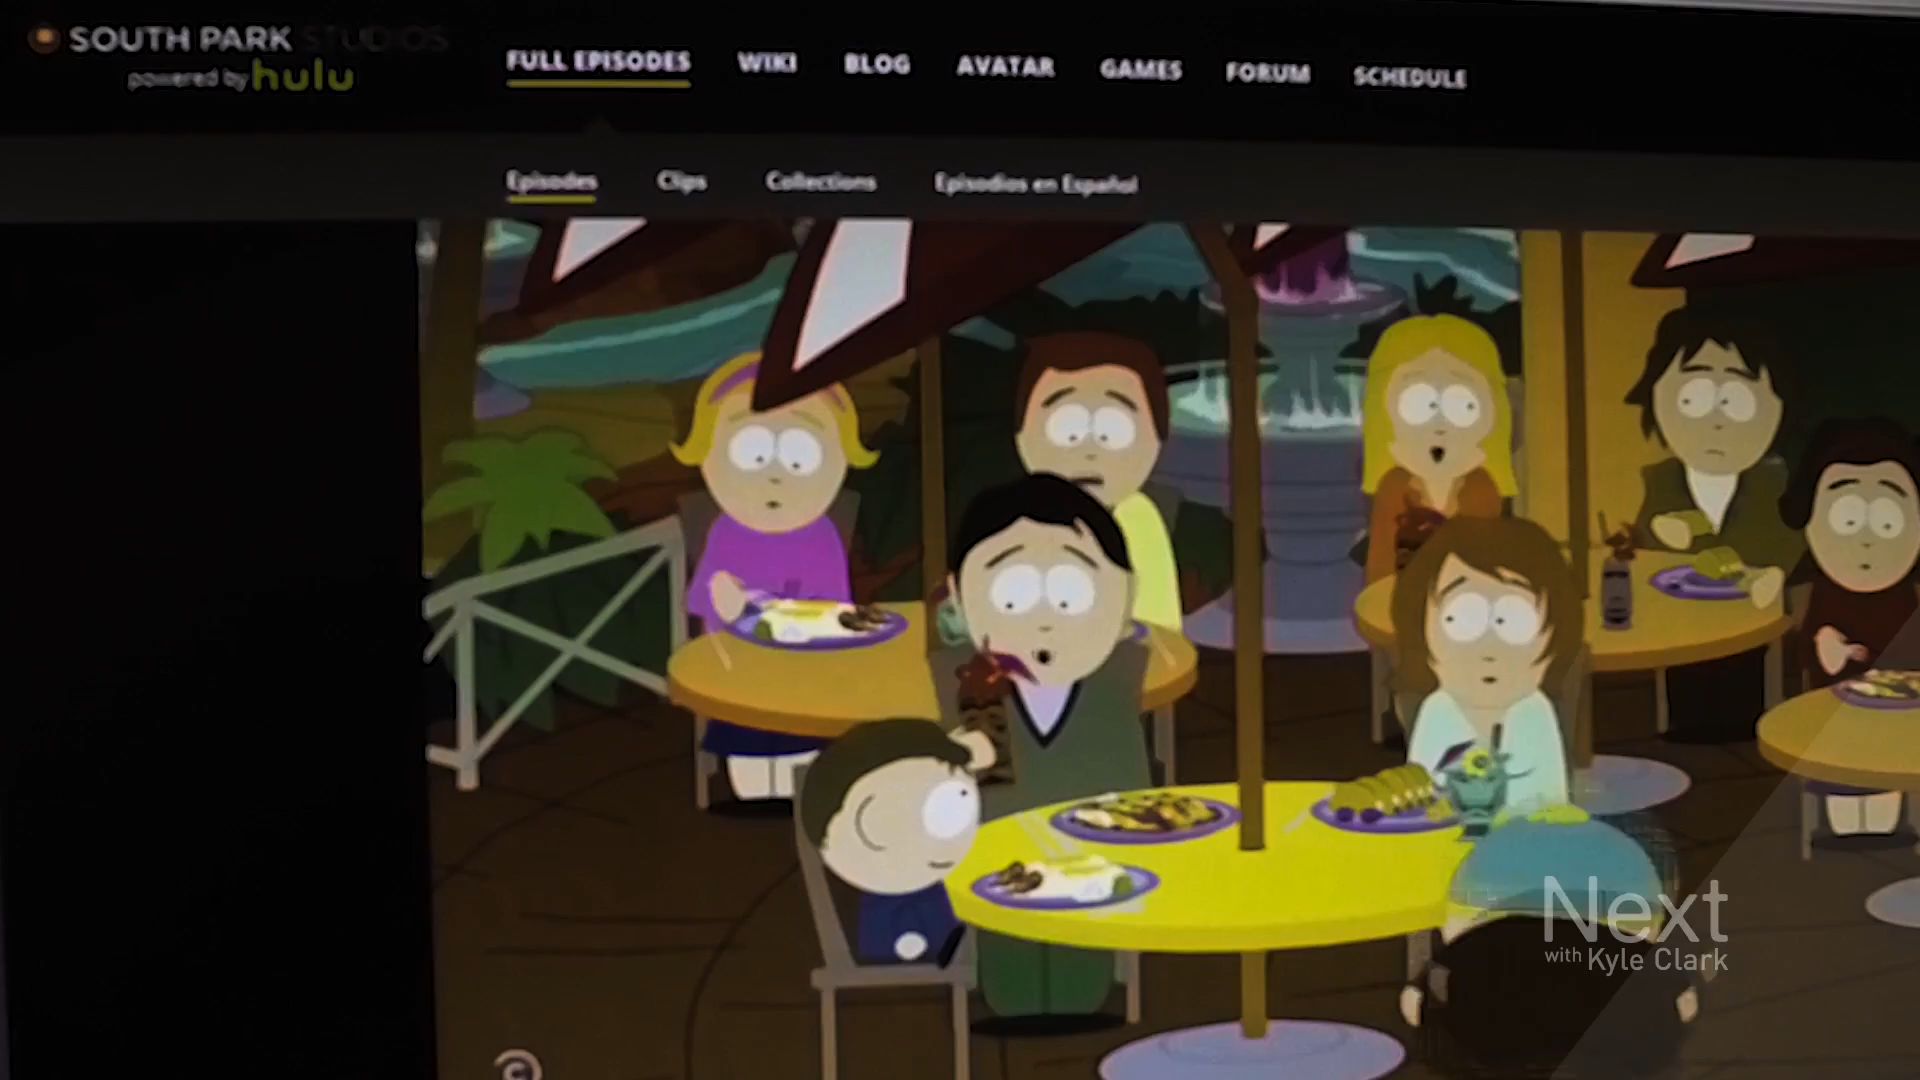 SOUTH PARK STUDIOS
powered by hulu
FULL EPISODES WIKI BLOG AVATAR GAMES FORUM SCHEDULE
Episodes Clips Collections Episodios en Español
Next
with Kyle Clark